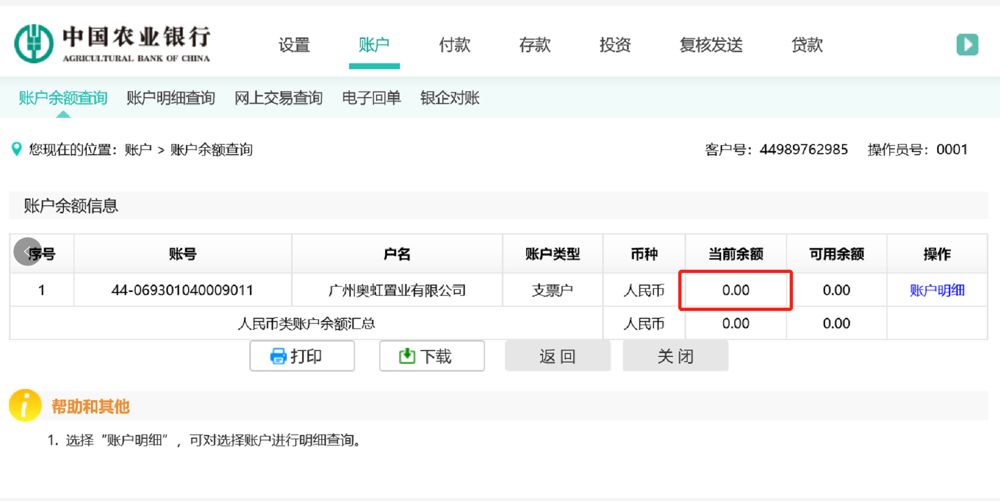 中国农业银行
AGRICULTURAL BANK OF CHINA
设置 账户 付款 存款 投资 复核发送 贷款
账户余额查询 账户明细查询 网上交易查询 电子回单 银企对账
您现在的位置：账户 > 账户余额查询 客户号：44989762985 操作员号：0001
账户余额信息
序号 账号 户名 账户类型 币种 当前余额 可用余额 操作
1 44-069301040009011 广州奥虹置业有限公司 支票户 人民币 0.00 0.00 账户明细
人民币类账户余额汇总 人民币 0.00 0.00
打印 下载 返 回 关 闭
帮助和其他
1. 选择“账户明细”，可对选择账户进行明细查询。